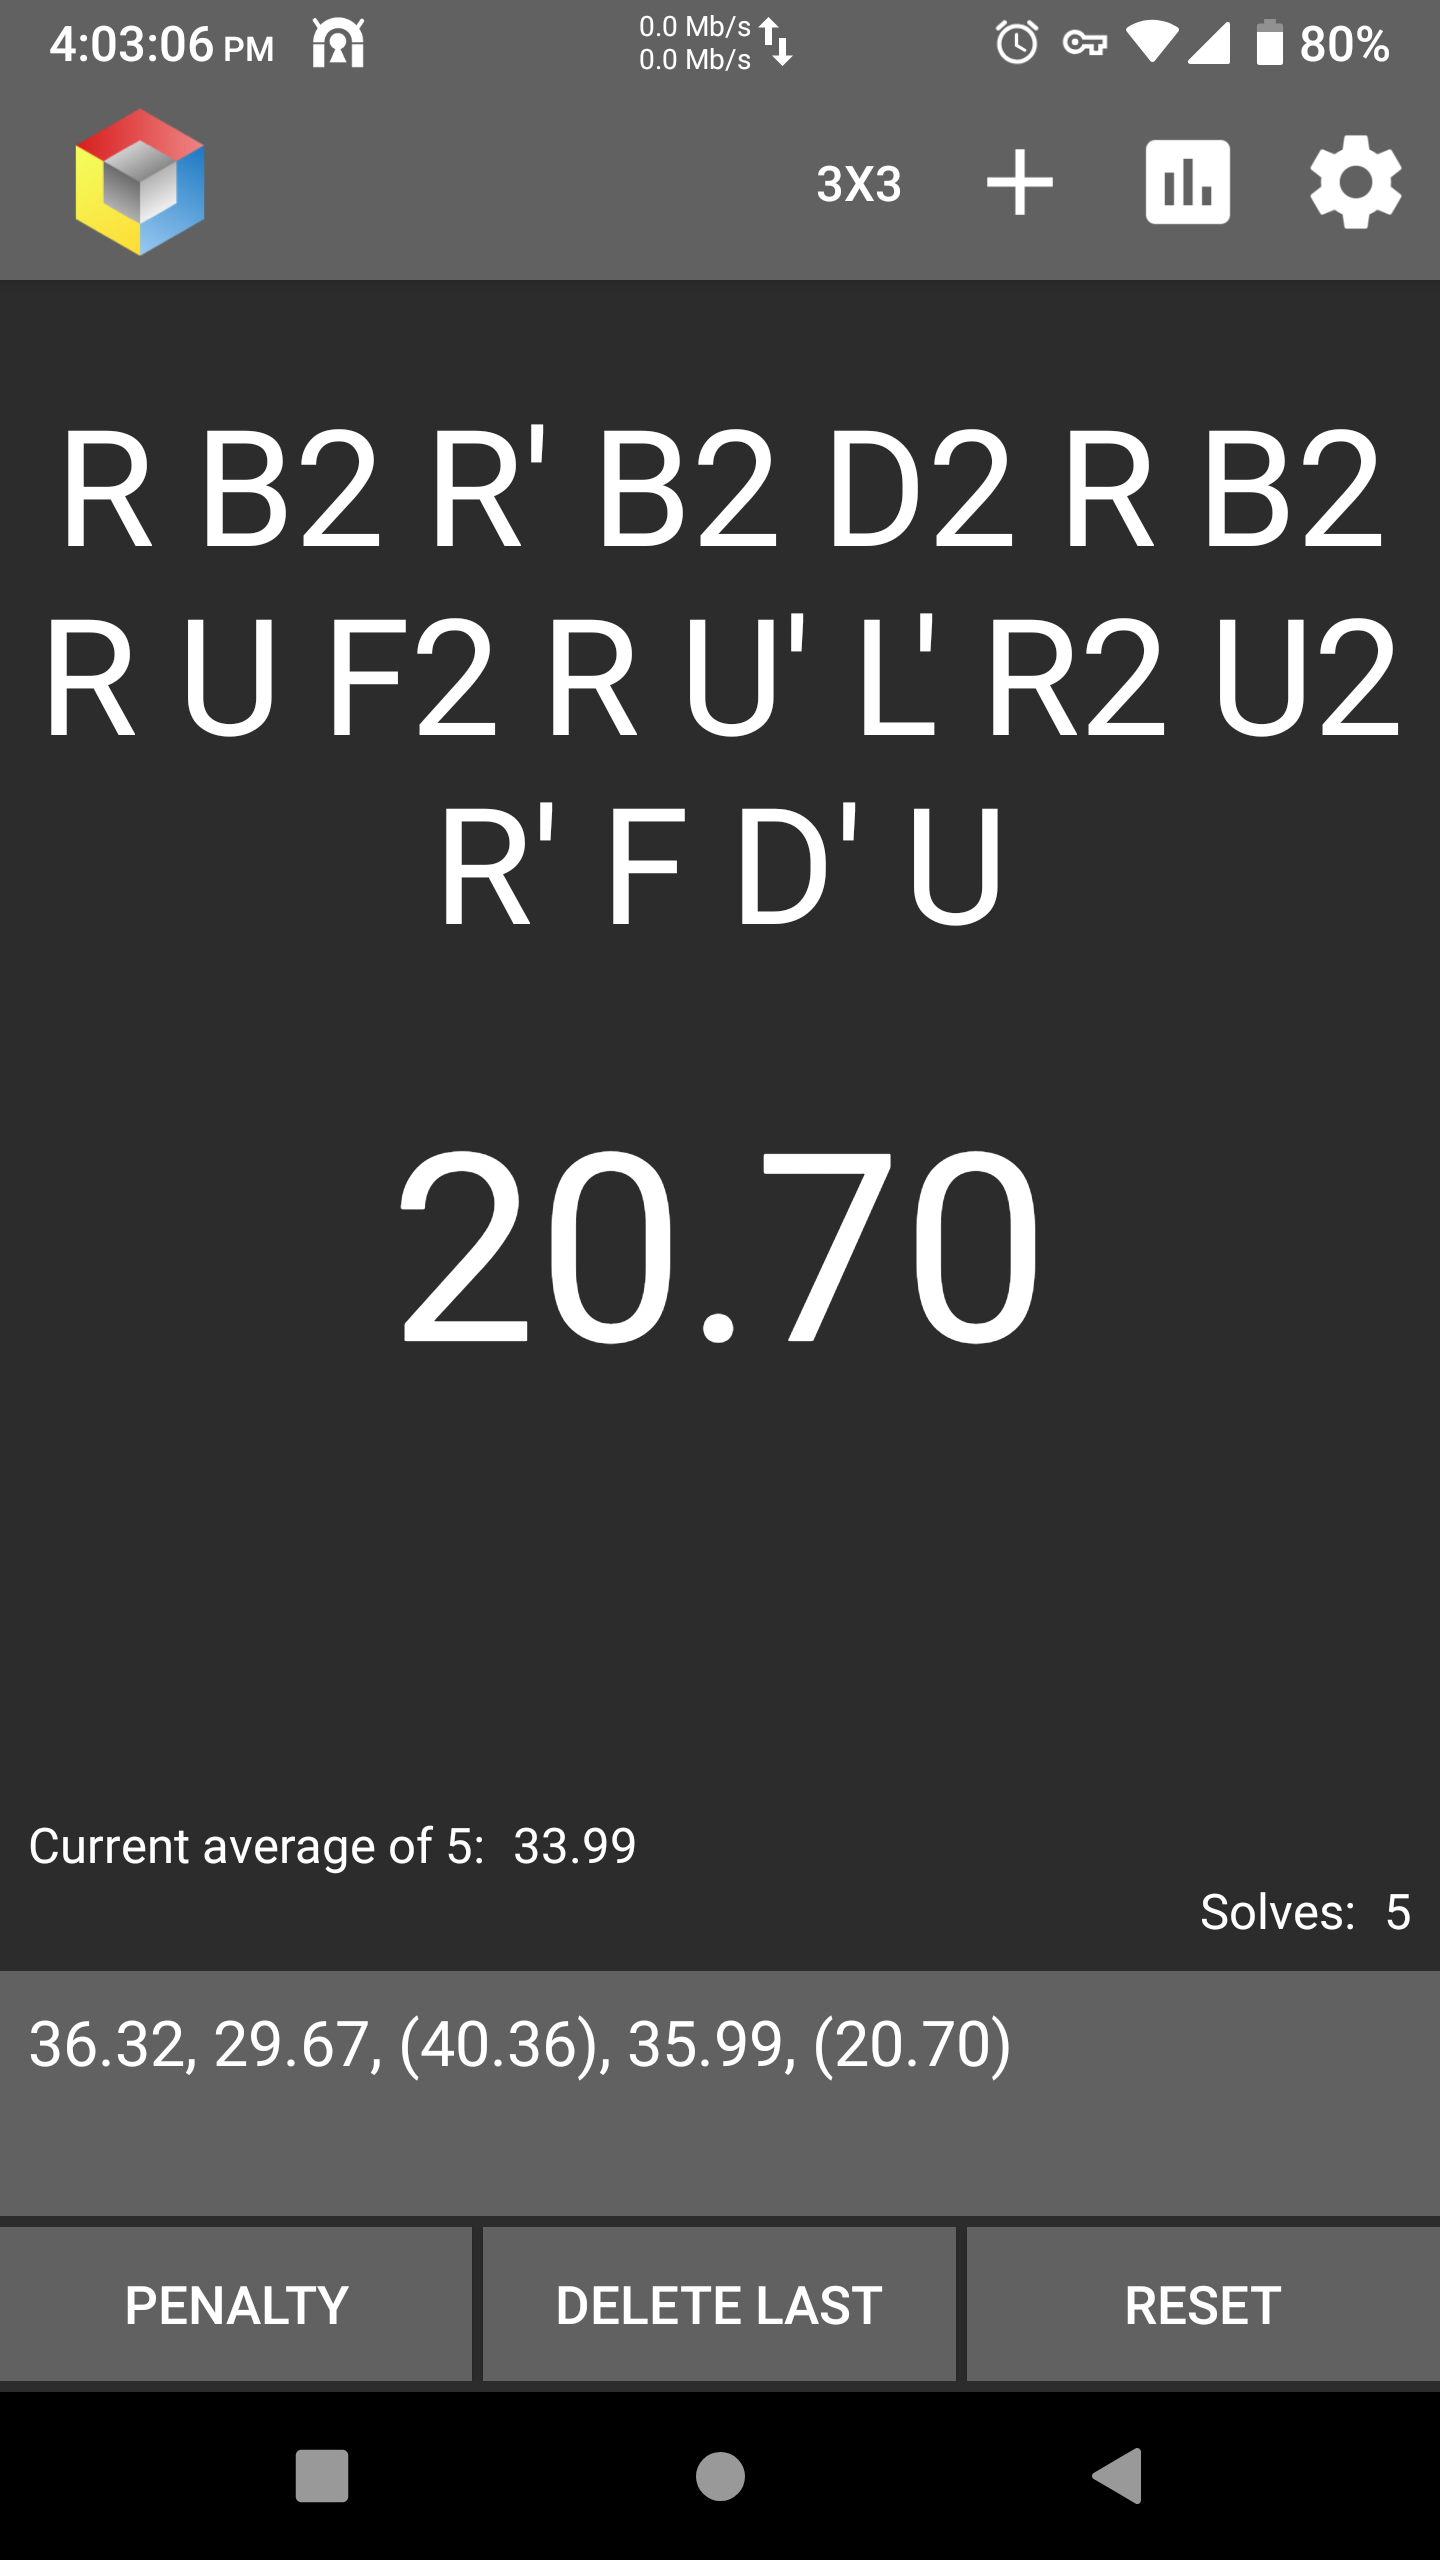 4:03:06 PM
0.0 Mb/s
0.0 Mb/s
80%
3X3
R B2 R' B2 D2 R B2
R U F2 R U' L' R2 U2
R' F D' U
20.70
Current average of 5: 33.99
Solves: 5
36.32, 29.67, (40.36), 35.99, (20.70)
PENALTY
DELETE LAST
RESET